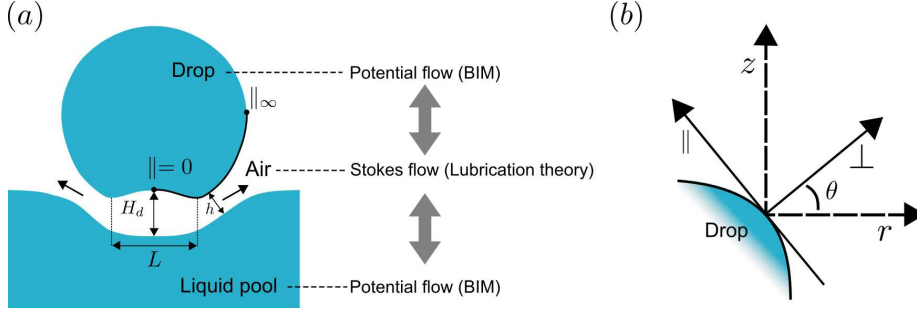 (a)
Drop
Potential flow (BIM)
∥∞
∥= 0
Air
Stokes flow (Lubrication theory)
H_d
h
L
Liquid pool
Potential flow (BIM)
(b)
z
∥
⊥
θ
r
Drop